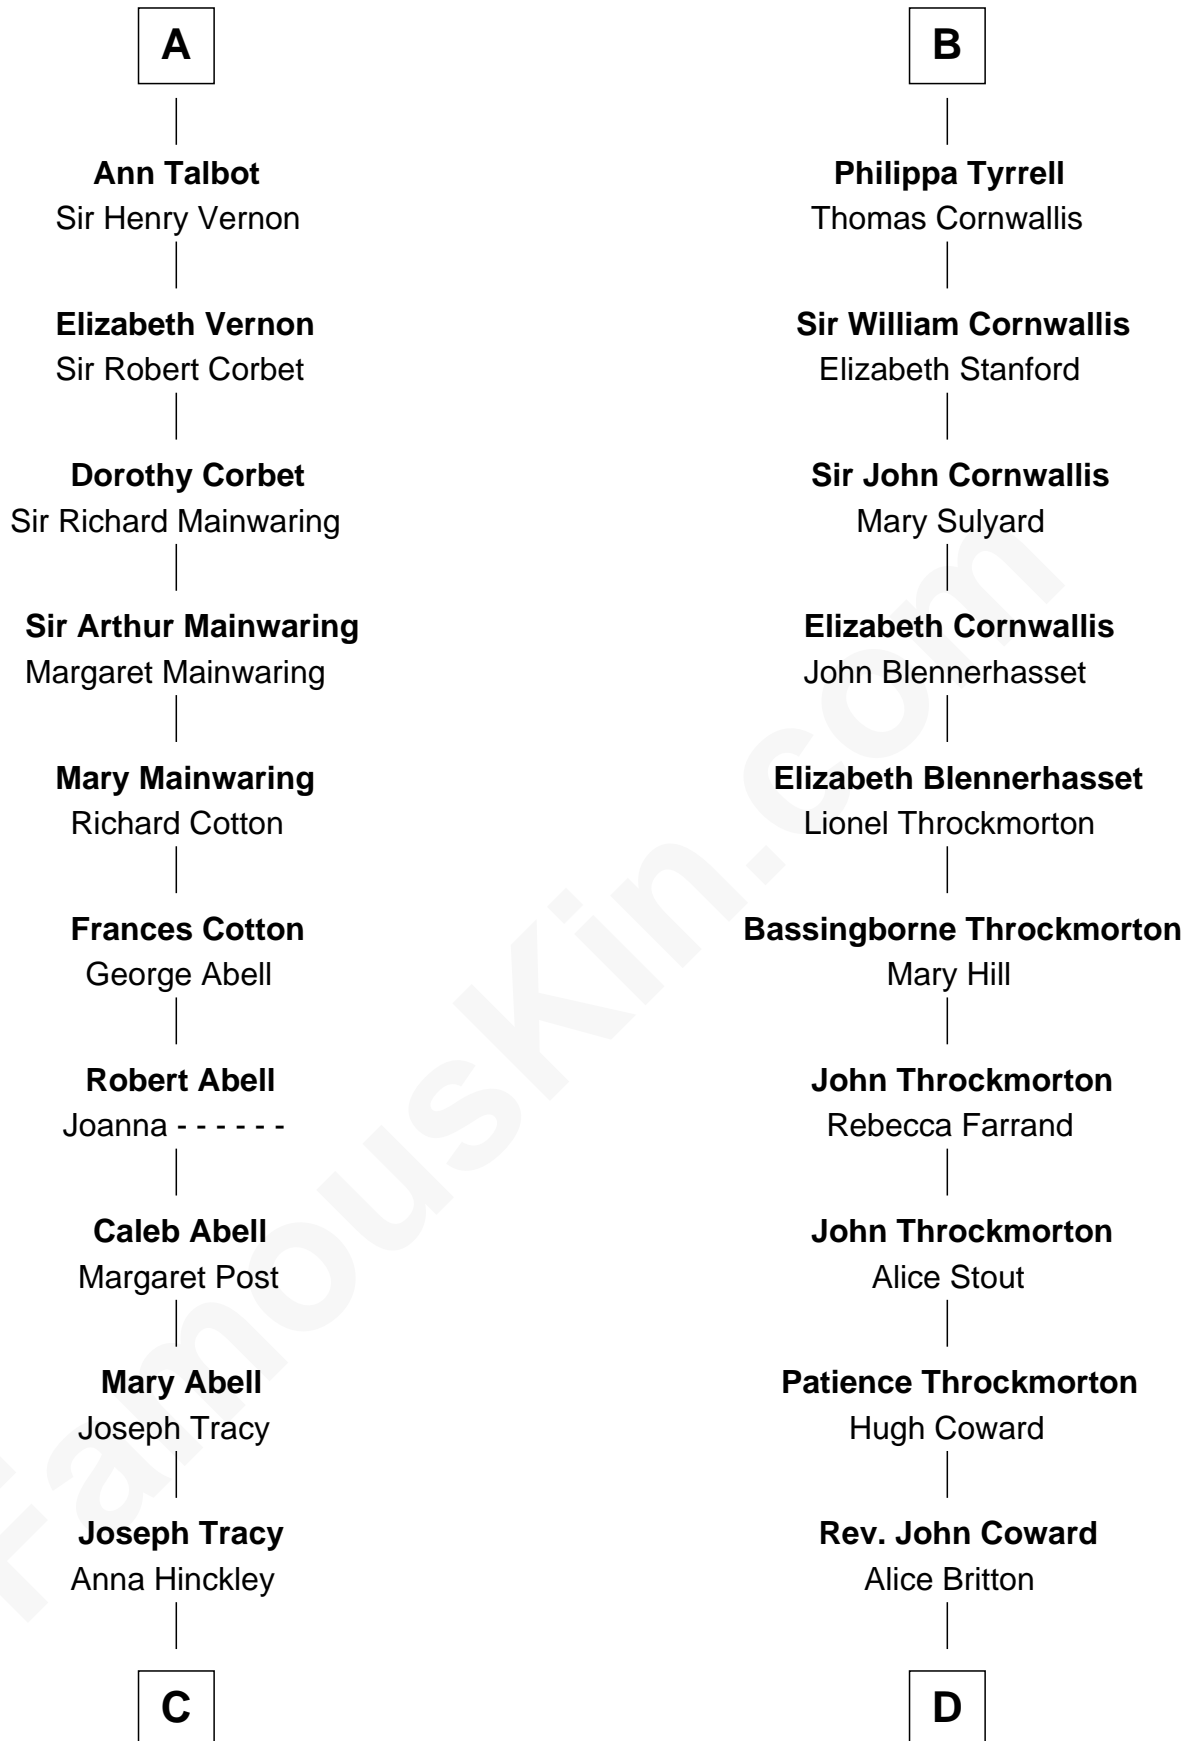 A
Ann Talbot
Sir Henry Vernon
Elizabeth Vernon
Sir Robert Corbet
Dorothy Corbet
Sir Richard Mainwaring
Sir Arthur Mainwaring
Margaret Mainwaring
Mary Mainwaring
Richard Cotton
Frances Cotton
George Abell
Robert Abell
Joanna - - - - - -
Caleb Abell
Margaret Post
Mary Abell
Joseph Tracy
Joseph Tracy
Anna Hinckley
C
B
Philippa Tyrrell
Thomas Cornwallis
Sir William Cornwallis
Elizabeth Stanford
Sir John Cornwallis
Mary Sulyard
Elizabeth Cornwallis
John Blennerhasset
Elizabeth Blennerhasset
Lionel Throckmorton
Bassingborne Throckmorton
Mary Hill
John Throckmorton
Rebecca Farrand
John Throckmorton
Alice Stout
Patience Throckmorton
Hugh Coward
Rev. John Coward
Alice Britton
D
FamousKin.com